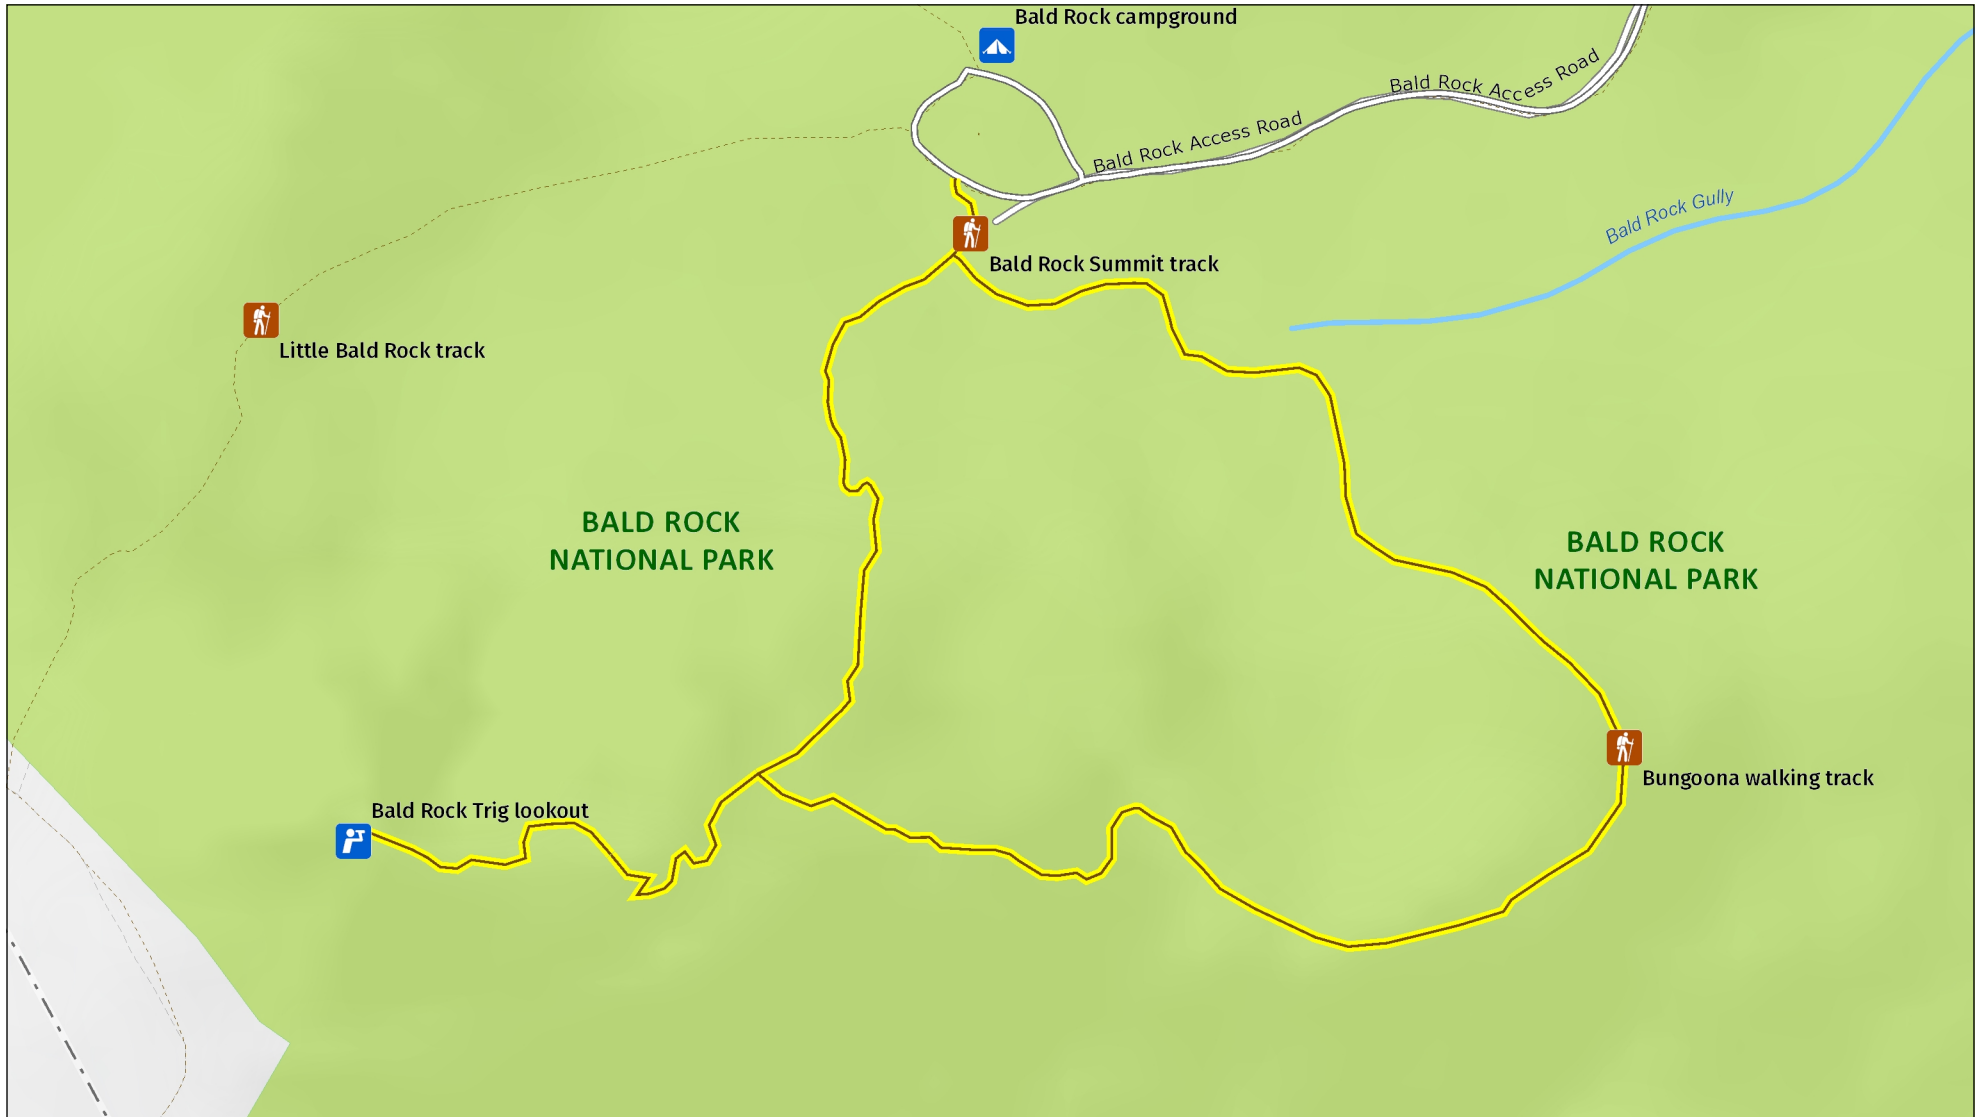 Bald Rock campground
Bald Rock Access Road
Bald Rock Access Road
Bald Rock Gully
Bald Rock Summit track
Little Bald Rock track
BALD ROCK
NATIONAL PARK
BALD ROCK
NATIONAL PARK
Bungoona walking track
Bald Rock Trig lookout